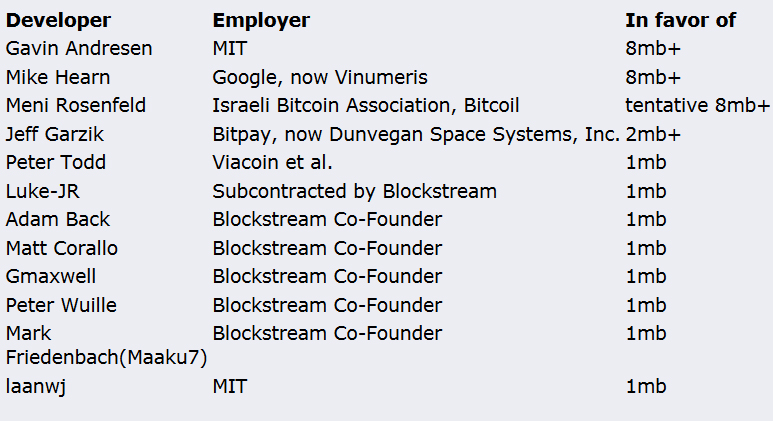 Developer Employer In favor of
Gavin Andresen MIT 8mb+
Mike Hearn Google, now Vinumeris 8mb+
Meni Rosenfeld Israeli Bitcoin Association, Bitcoil tentative 8mb+
Jeff Garzik Bitpay, now Dunvegan Space Systems, Inc. 2mb+
Peter Todd Viacoin et al. 1mb
Luke-JR Subcontracted by Blockstream 1mb
Adam Back Blockstream Co-Founder 1mb
Matt Corallo Blockstream Co-Founder 1mb
Gmaxwell Blockstream Co-Founder 1mb
Peter Wuille Blockstream Co-Founder 1mb
Mark Blockstream Co-Founder 1mb
Friedenbach(Maaku7)
laanwj MIT 1mb